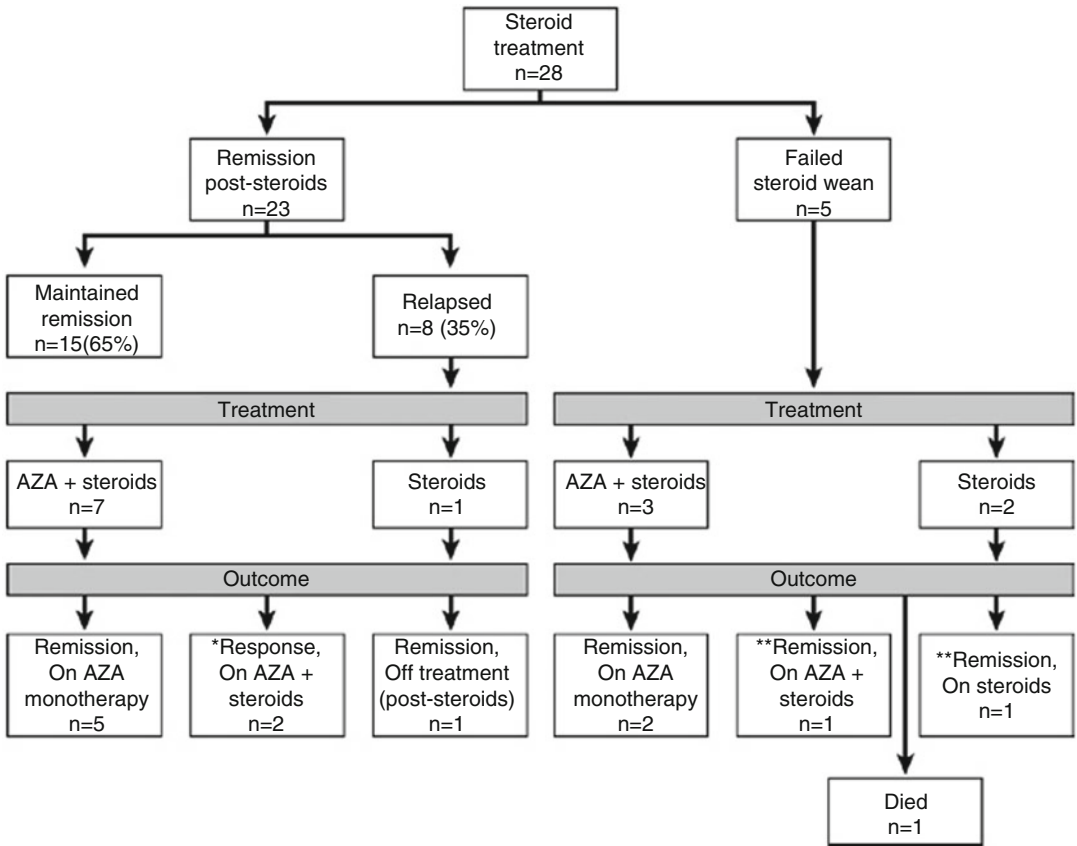 Steroid
treatment
n=28
Remission
post-steroids
n=23
Failed
steroid wean
n=5
Maintained
remission
n=15(65%)
Relapsed
n=8 (35%)
Treatment
Treatment
AZA + steroids
n=7
Steroids
n=1
AZA + steroids
n=3
Steroids
n=2
Outcome
Outcome
Remission,
On AZA
monotherapy
n=5
*Response,
On AZA +
steroids
n=2
Remission,
Off treatment
(post-steroids)
n=1
Remission,
On AZA
monotherapy
n=2
**Remission,
On AZA +
steroids
n=1
**Remission,
On steroids
n=1
Died
n=1